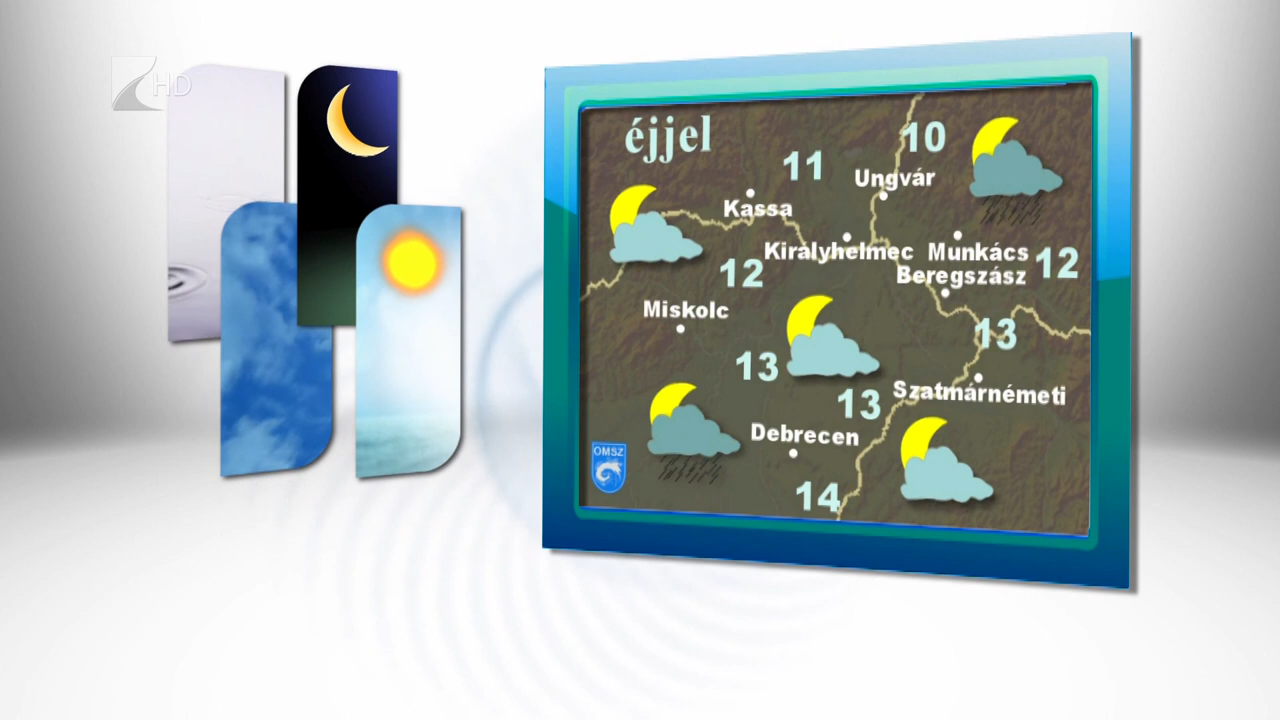 HD
éjjel
10
11
Ungvár
Kassa
Királyhelmec
Munkács
12
12
Beregszász
Miskolc
13
13
13
Szatmárnémeti
Debrecen
OMSZ
14